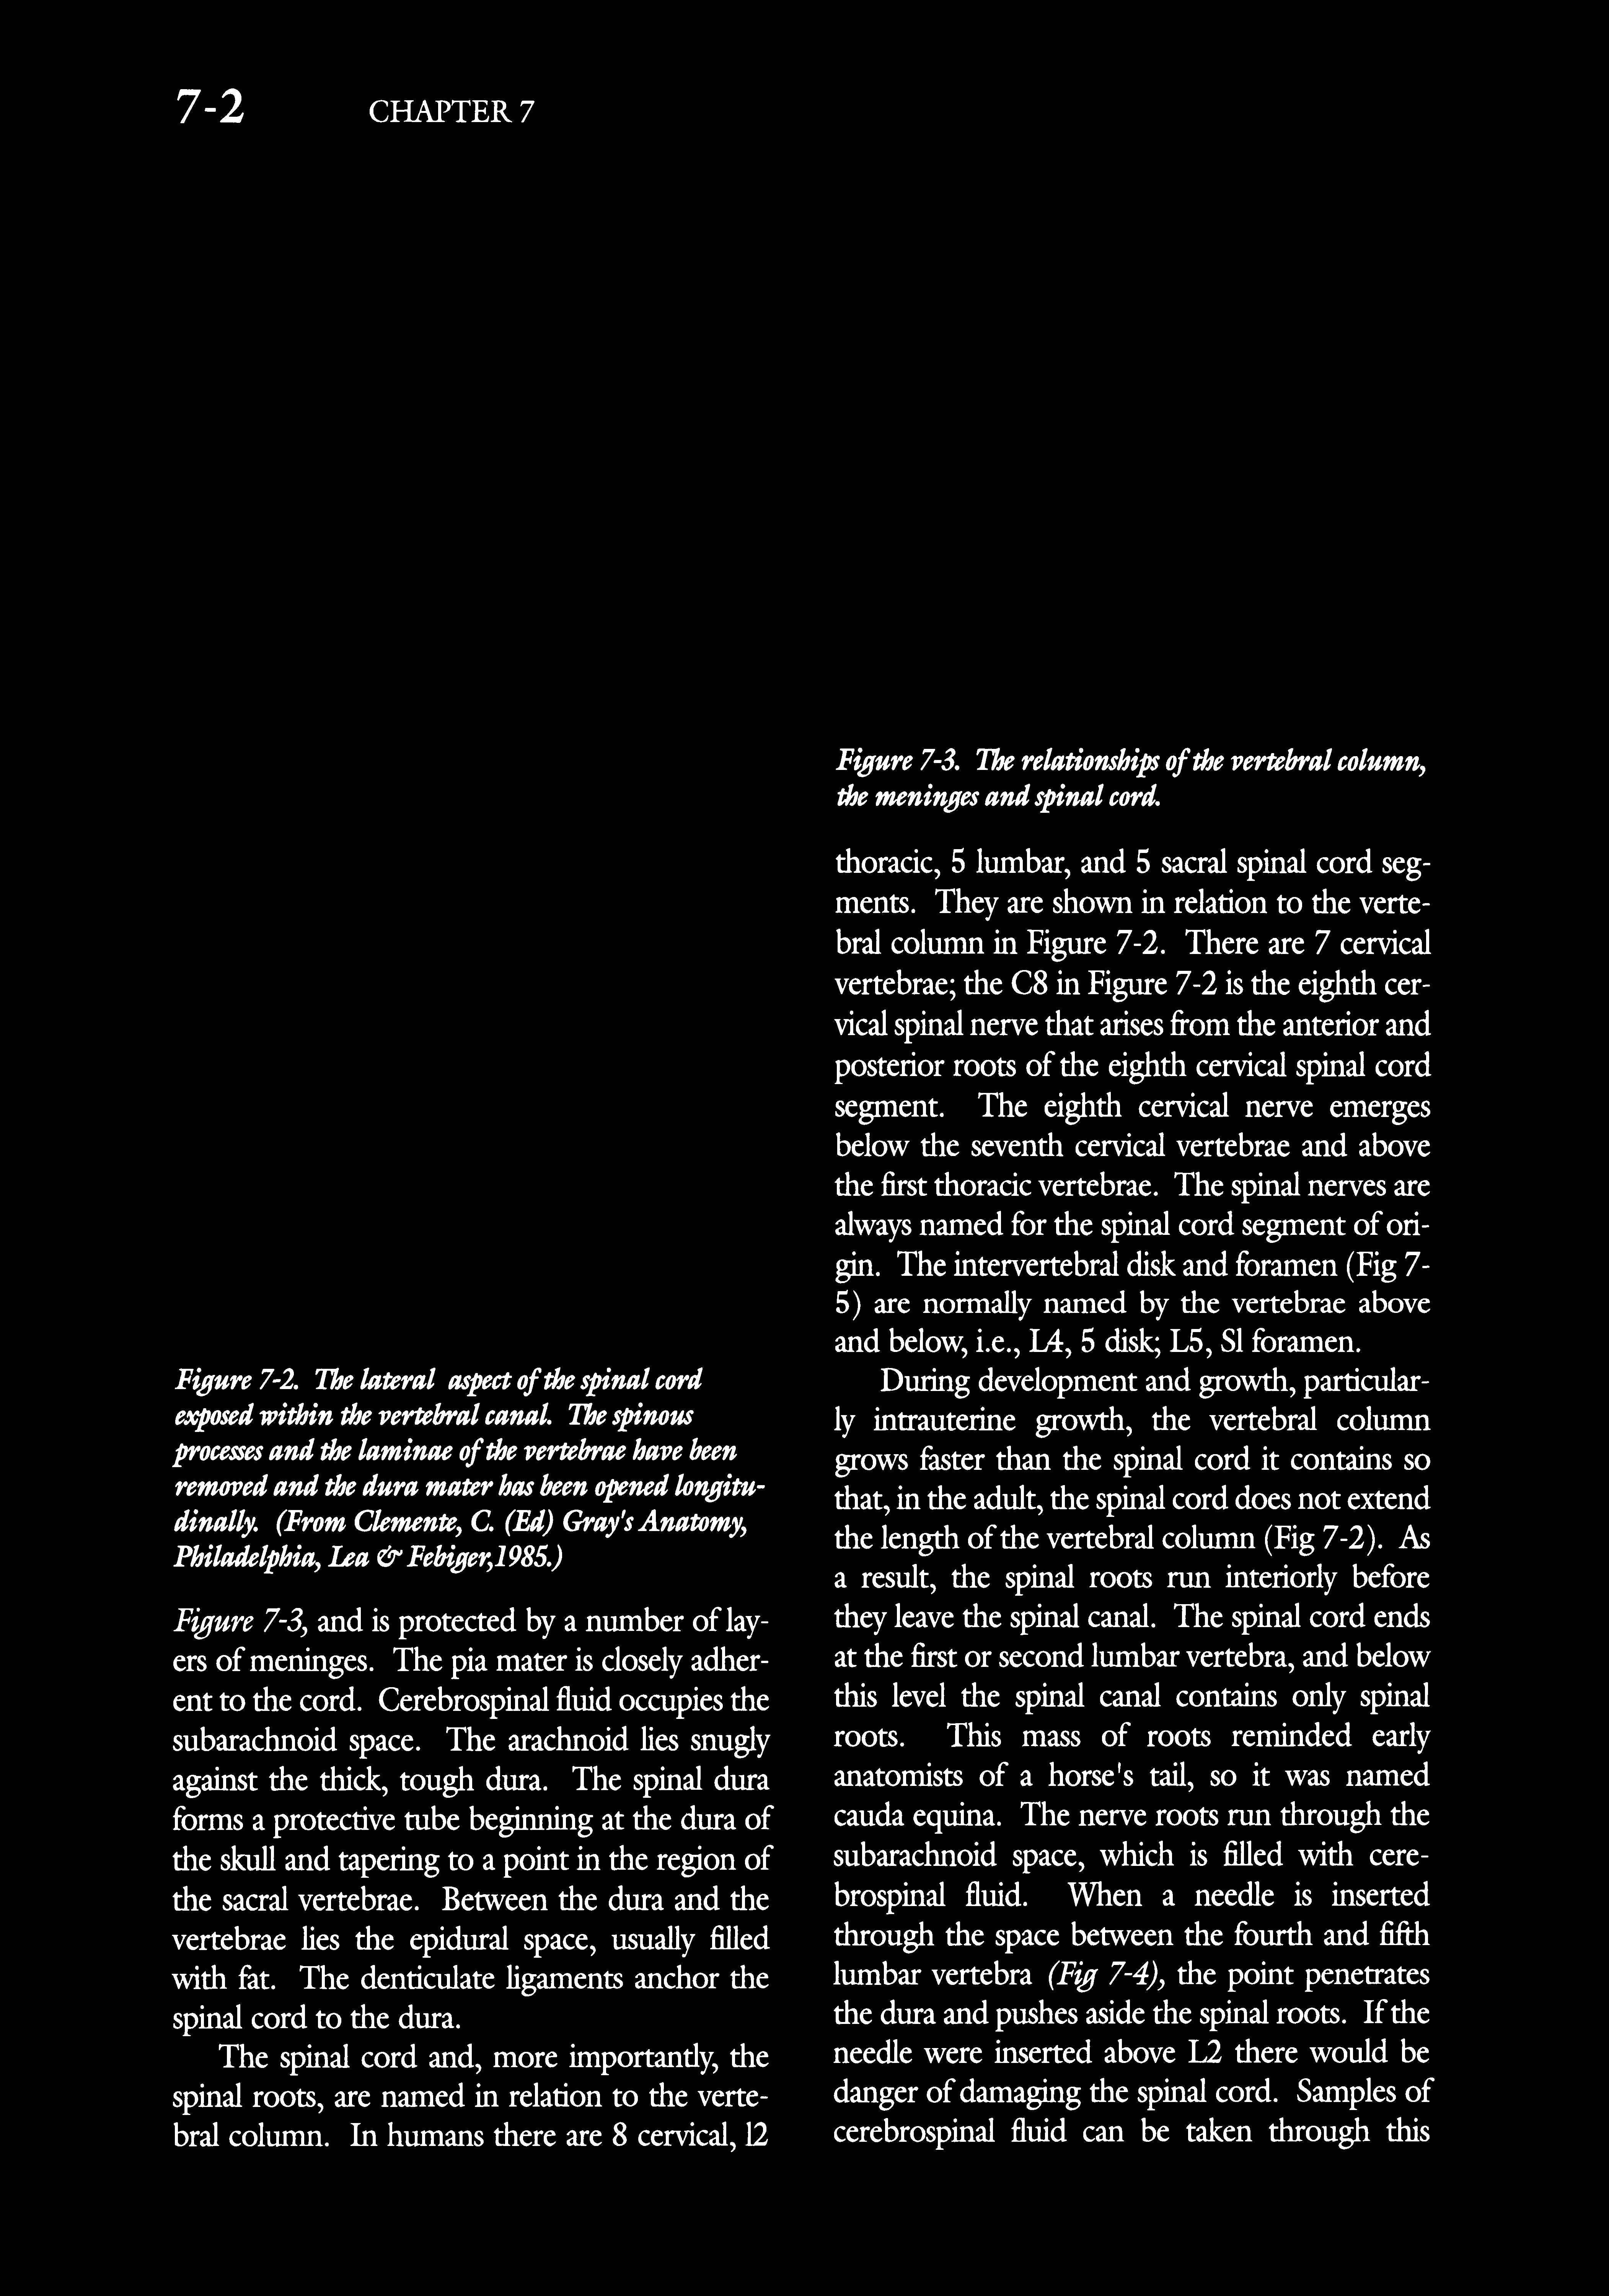 7-2 CHAPTER 7
Figure 7-2. The lateral aspect of the spinal cord
exposed within the vertebral canal. The spinous
processes and the laminae of the vertebrae have been
removed and the dura mater has been opened longitu-
dinally. (From Clemente, C. (Ed) Gray's Anatomy,
Philadelphia, Lea & Febiger,1985.)
Figure 7-3, and is protected by a number of lay-
ers of meninges. The pia mater is closely adher-
ent to the cord. Cerebrospinal fluid occupies the
subarachnoid space. The arachnoid lies snugly
against the thick, tough dura. The spinal dura
forms a protective tube beginning at the dura of
the skull and tapering to a point in the region of
the sacral vertebrae. Between the dura and the
vertebrae lies the epidural space, usually filled
with fat. The denticulate ligaments anchor the
spinal cord to the dura.
The spinal cord and, more importantly, the
spinal roots, are named in relation to the verte-
bral column. In humans there are 8 cervical, 12
Figure 7-3. The relationships of the vertebral column,
the meninges and spinal cord.
thoracic, 5 lumbar, and 5 sacral spinal cord seg-
ments. They are shown in relation to the verte-
bral column in Figure 7-2. There are 7 cervical
vertebrae; the C8 in Figure 7-2 is the eighth cer-
vical spinal nerve that arises from the anterior and
posterior roots of the eighth cervical spinal cord
segment. The eighth cervical nerve emerges
below the seventh cervical vertebrae and above
the first thoracic vertebrae. The spinal nerves are
always named for the spinal cord segment of ori-
gin. The intervertebral disk and foramen (Fig 7-
5) are normally named by the vertebrae above
and below, i.e., L4, 5 disk; L5, S1 foramen.
During development and growth, particular-
ly intrauterine growth, the vertebral column
grows faster than the spinal cord it contains so
that, in the adult, the spinal cord does not extend
the length of the vertebral column (Fig 7-2). As
a result, the spinal roots run interiorly before
they leave the spinal canal. The spinal cord ends
at the first or second lumbar vertebra, and below
this level the spinal canal contains only spinal
roots. This mass of roots reminded early
anatomists of a horse's tail, so it was named
cauda equina. The nerve roots run through the
subarachnoid space, which is filled with cere-
brospinal fluid. When a needle is inserted
through the space between the fourth and fifth
lumbar vertebra (Fig 7-4), the point penetrates
the dura and pushes aside the spinal roots. If the
needle were inserted above L2 there would be
danger of damaging the spinal cord. Samples of
cerebrospinal fluid can be taken through this